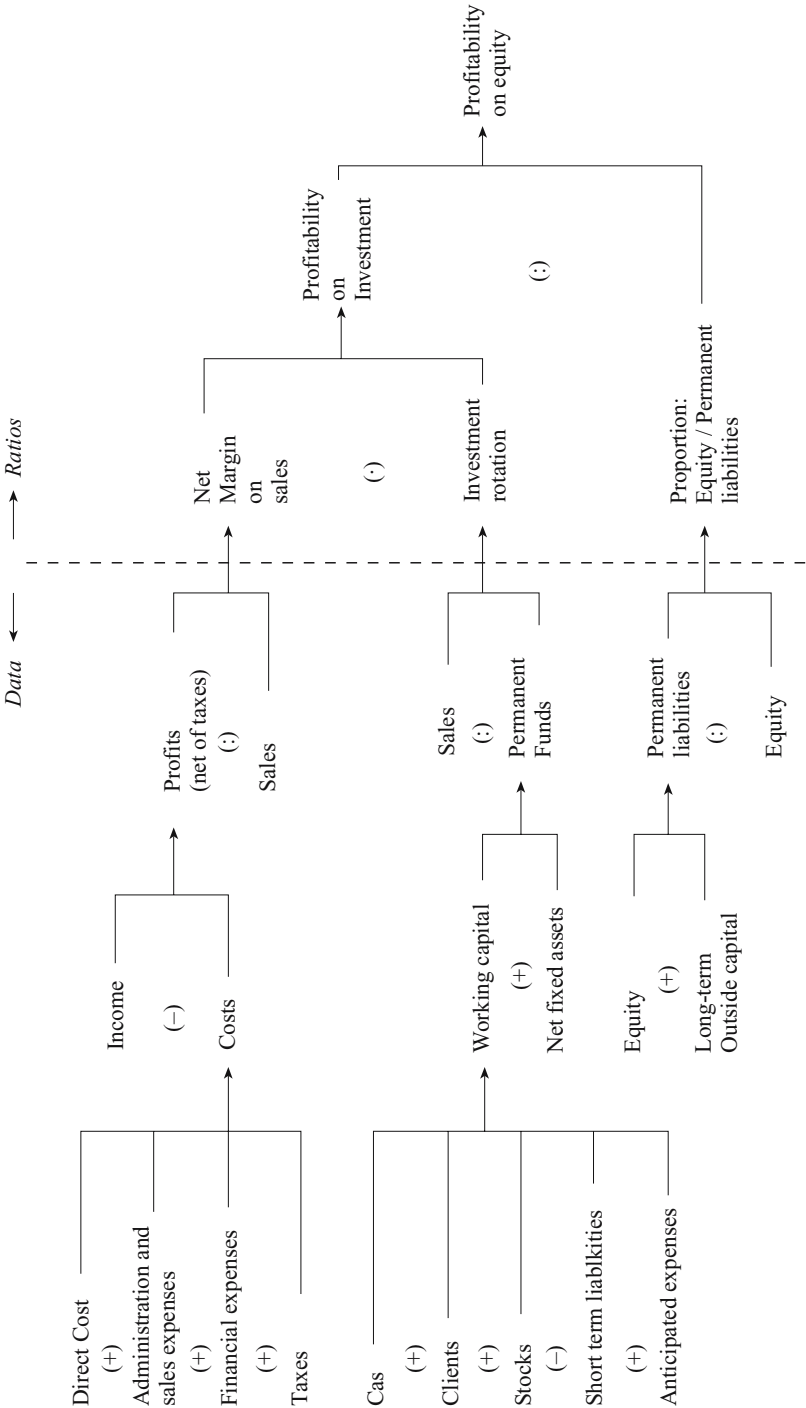 Data
Ratios
Direct Cost
(+)
Administration and
sales expenses
(+)
Financial expenses
(+)
Taxes
Income
(–)
Costs
Profits
(net of taxes)
(:)
Sales
Net
Margin
on
sales
(·)
Cas
(+)
Clients
(+)
Stocks
(–)
Short term liablkities
(+)
Anticipated expenses
Working capital
(+)
Net fixed assets
Sales
(:)
Permanent
Funds
Investment
rotation
Profitability
on
Investment
(:)
Equity
(+)
Long-term
Outside capital
Permanent
liabilities
(:)
Equity
Proportion:
Equity / Permanent
liabilities
Profitability
on equity